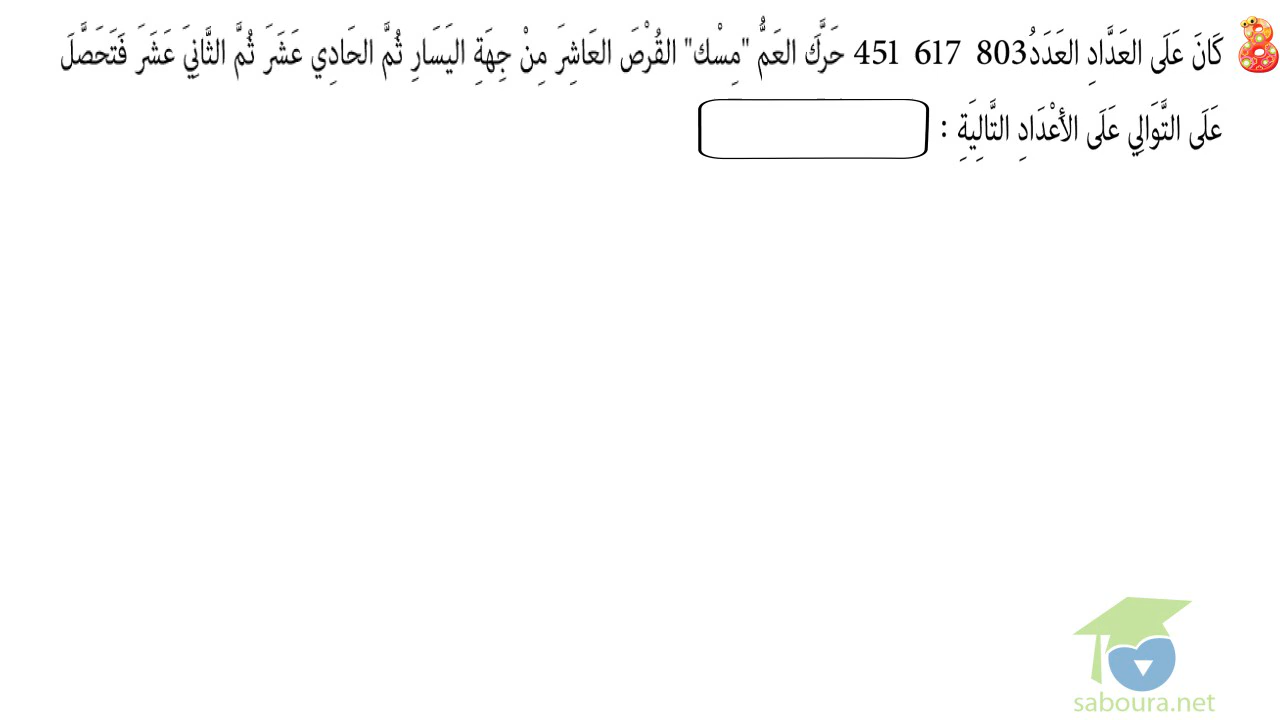 8 كَانَ عَلَى العَدَّادِ العَدَدُ 803 617 451 حَرَّكَ العَمُّ "مِسْك" القُرْصَ العَاشِرَ مِنْ جِهَةِ اليَسَارِ ثُمَّ الحَادِي عَشَرَ ثُمَّ الثَّانِيَ عَشَرَ فَتَحَصَّلَ
عَلَى التَّوَالِي عَلَى الأَعْدَادِ التَّالِيَةِ :
saboura.net